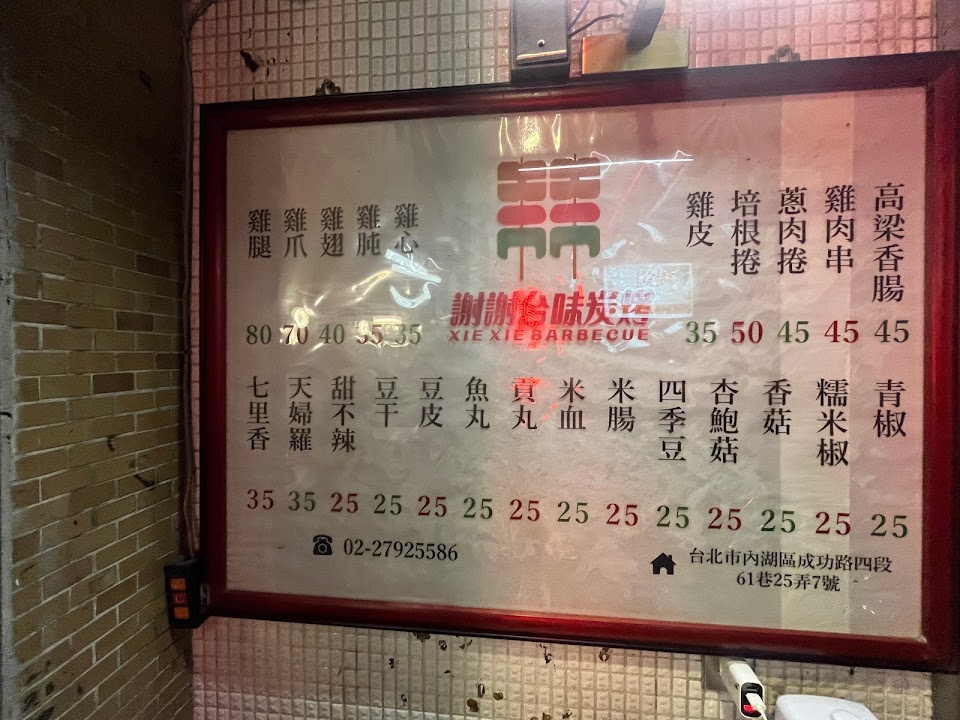 高粱香腸 45
雞肉串 45
蔥肉捲 45
培根捲 50
雞皮 35
謝謝恰味炭烤
XIE XIE BARBECUE
雞心 35
雞肫 35
雞翅 40
雞爪 70
雞腿 80
青椒 25
糯米椒 25
香菇 25
杏鮑菇 25
四季豆 25
米腸 25
米血 25
貢丸 25
魚丸 25
豆皮 25
豆干 25
甜不辣 25
天婦羅 35
七里香 35
02-27925586
台北市內湖區成功路四段
61巷25弄7號